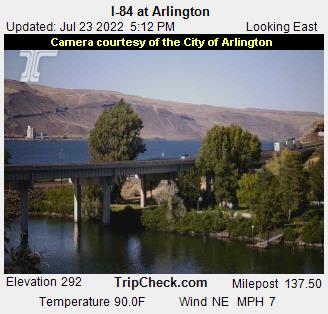 I-84 at Arlington
Updated: Jul 23 2022 5:12 PM Looking East
Camera courtesy of the City of Arlington
Elevation 292 TripCheck.com Milepost 137.50
Temperature 90.0F Wind NE MPH 7